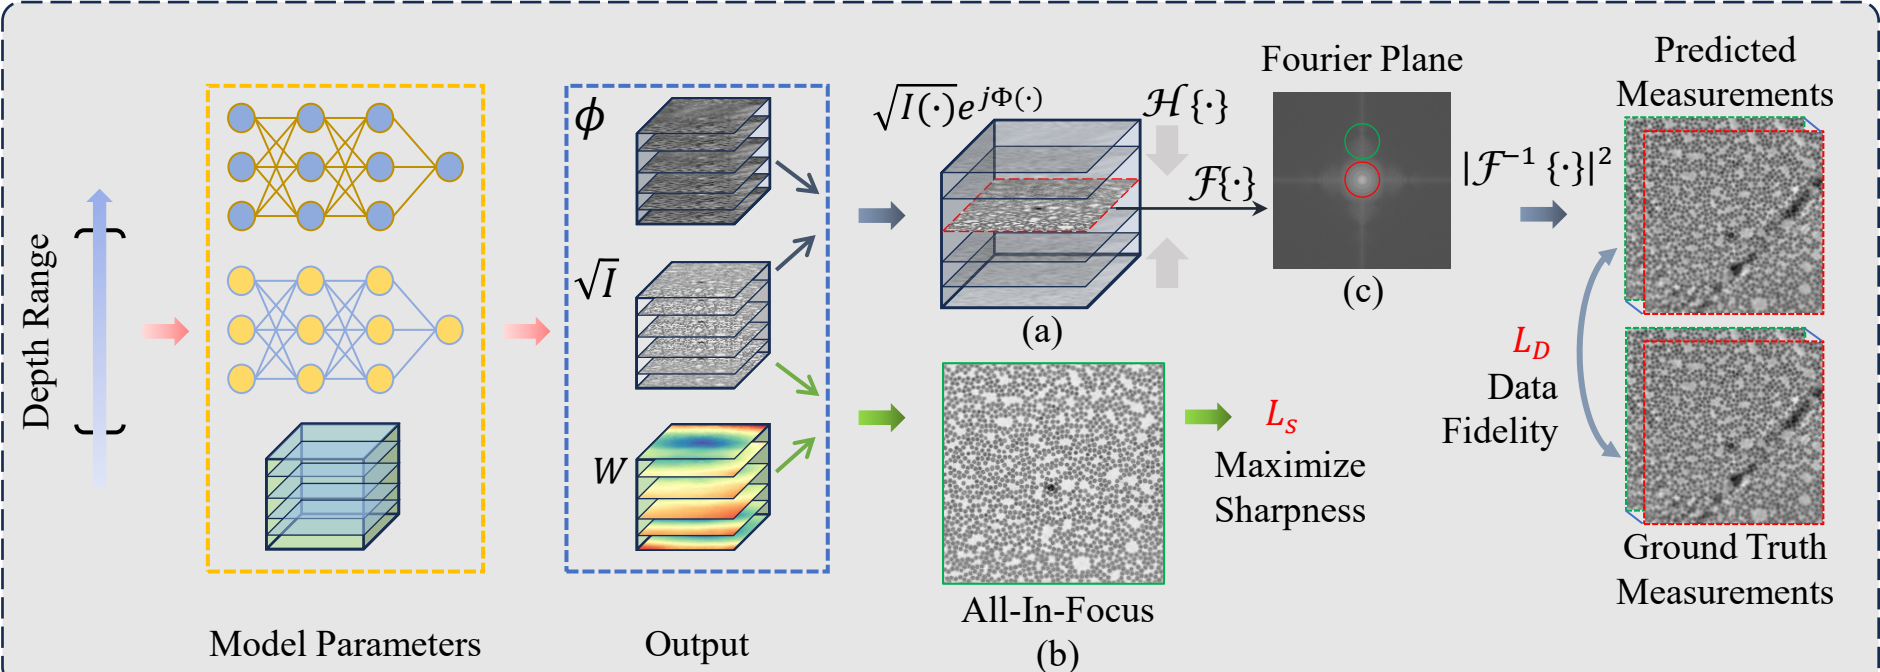 Depth Range
Model Parameters
ϕ
√I
W
Output
√I(·)e^{jΦ(·)}
ℋ{·}
(a)
ℱ{·}
Fourier Plane
(c)
|ℱ⁻¹{·}|²
All-In-Focus
(b)
L_s
Maximize
Sharpness
Predicted
Measurements
L_D
Data
Fidelity
Ground Truth
Measurements